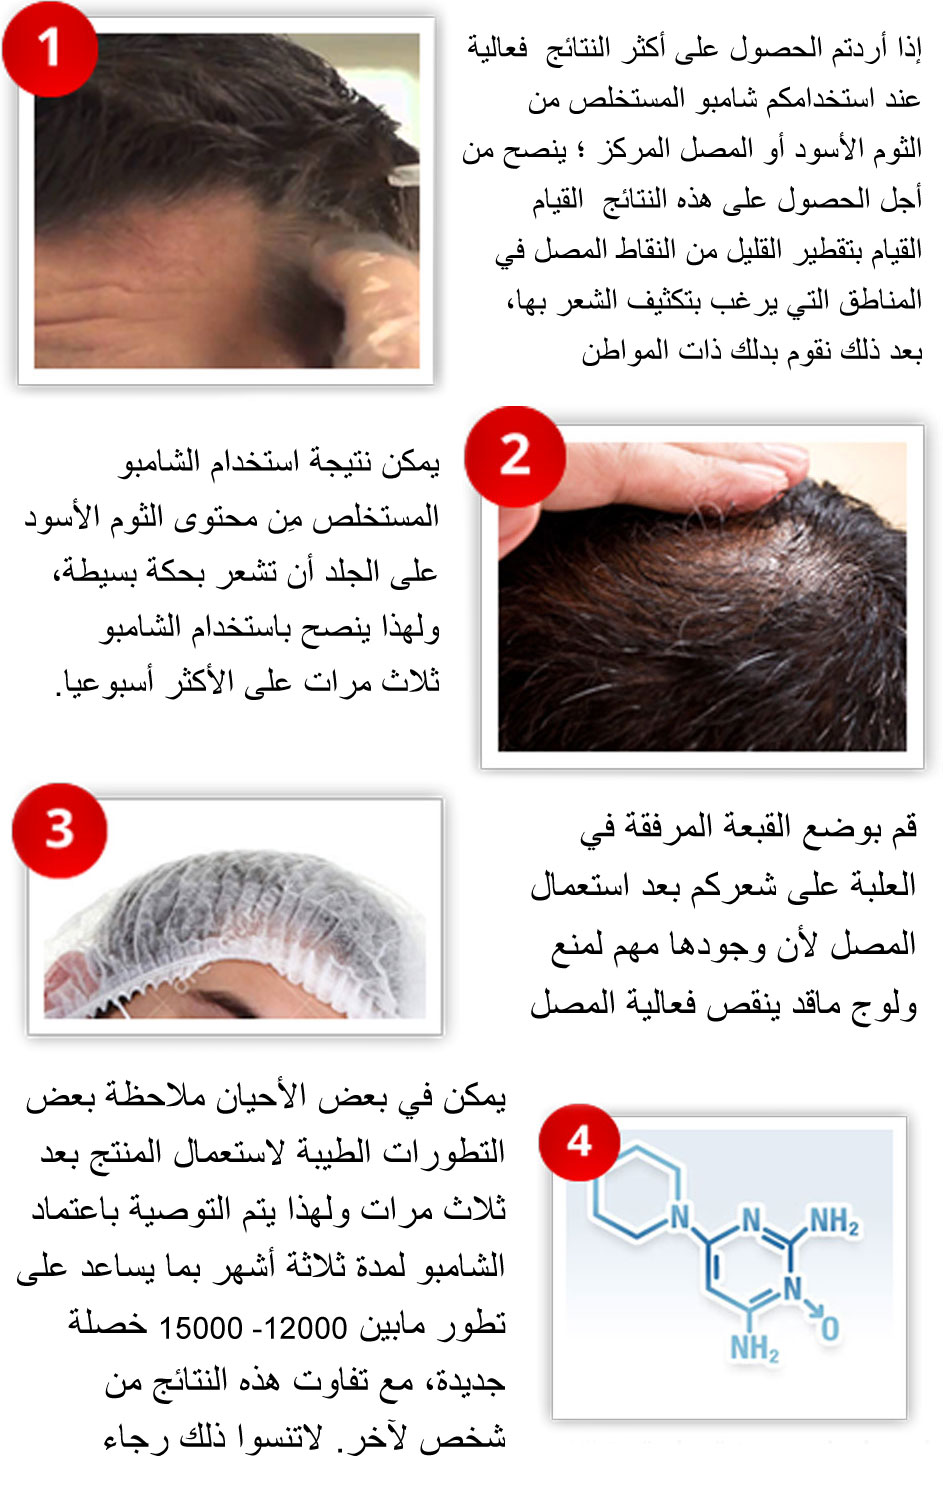 1
إذا أردتم الحصول على أكثر النتائج فعالية
عند استخدامكم شامبو المستخلص من
الثوم الأسود أو المصل المركز ؛ ينصح من
أجل الحصول على هذه النتائج القيام
القيام بتقطير القليل من النقاط المصل في
المناطق التي يرغب بتكثيف الشعر بها،
بعد ذلك نقوم بدلك ذات المواطن
2
يمكن نتيجة استخدام الشامبو
المستخلص مِن محتوى الثوم الأسود
على الجلد أن تشعر بحكة بسيطة،
ولهذا ينصح باستخدام الشامبو
ثلاث مرات على الأكثر أسبوعيا.
3
قم بوضع القبعة المرفقة في
العلبة على شعركم بعد استعمال
المصل لأن وجودها مهم لمنع
ولوج ماقد ينقص فعالية المصل
4
يمكن في بعض الأحيان ملاحظة بعض
التطورات الطيبة لاستعمال المنتج بعد
ثلاث مرات ولهذا يتم التوصية باعتماد
الشامبو لمدة ثلاثة أشهر بما يساعد على
تطور مابين 12000- 15000 خصلة
جديدة، مع تفاوت هذه النتائج من
شخص لآخر. لاتنسوا ذلك رجاء
N N NH₂
N
O
NH₂